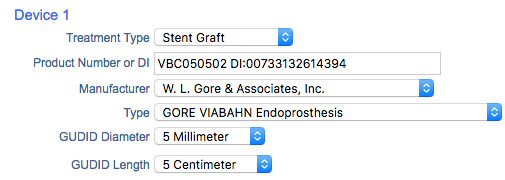 Device 1
Treatment Type Stent Graft
Product Number or DI VBC050502 DI:00733132614394
Manufacturer W. L. Gore & Associates, Inc.
Type GORE VIABAHN Endoprosthesis
GUDID Diameter 5 Millimeter
GUDID Length 5 Centimeter